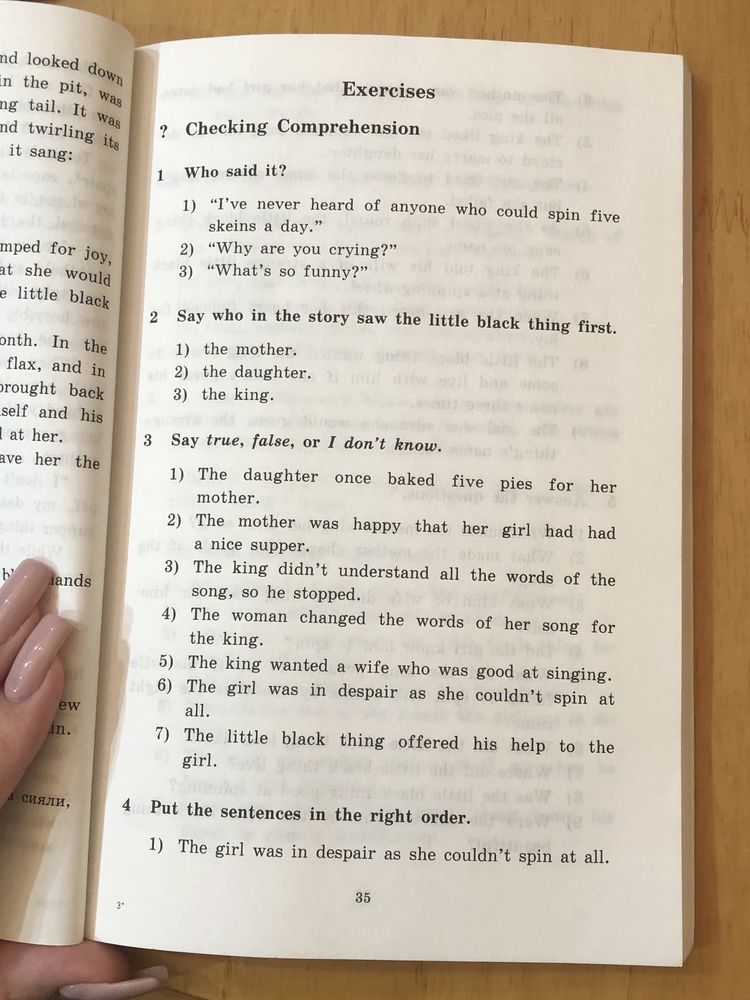 nd looked down
in the pit, was
ng tail. It was
nd twirling its
it sang:
mped for joy,
at she would
e little black
onth. In the
flax, and in
brought back
self and his
at her.
ave her the
ands
ew
in.
сияли,
Exercises
? Checking Comprehension
1 Who said it?
1) “I’ve never heard of anyone who could spin five
skeins a day.”
2) “Why are you crying?”
3) “What’s so funny?”
2 Say who in the story saw the little black thing first.
1) the mother.
2) the daughter.
3) the king.
3 Say true, false, or I don’t know.
1) The daughter once baked five pies for her
mother.
2) The mother was happy that her girl had had
a nice supper.
3) The king didn’t understand all the words of the
song, so he stopped.
4) The woman changed the words of her song for
the king.
5) The king wanted a wife who was good at singing.
6) The girl was in despair as she couldn’t spin at
all.
7) The little black thing offered his help to the
girl.
4 Put the sentences in the right order.
1) The girl was in despair as she couldn’t spin at all.
35
3*